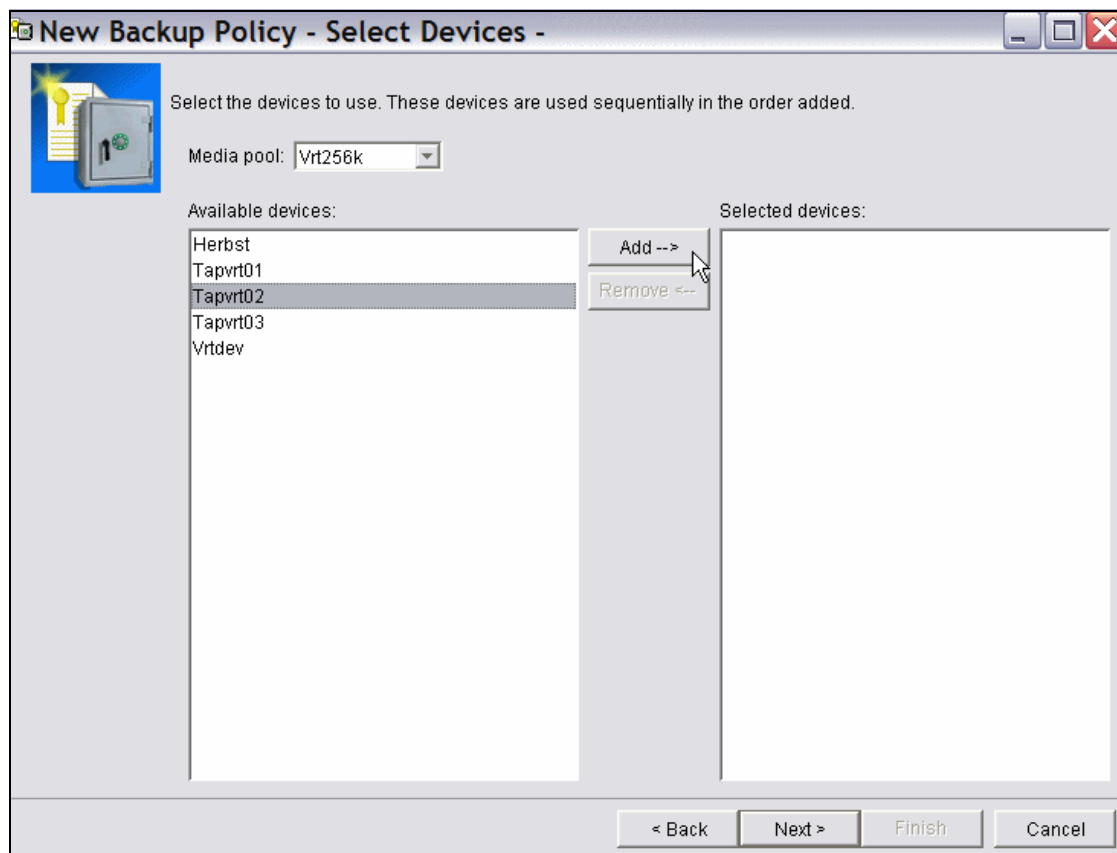 New Backup Policy - Select Devices -
Select the devices to use. These devices are used sequentially in the order added.
Media pool: Vrt256k
Available devices:
Selected devices:
Herbst
Tapvrt01
Tapvrt02
Tapvrt03
Vrtdev
Add -->
Remove <--
< Back
Next >
Finish
Cancel